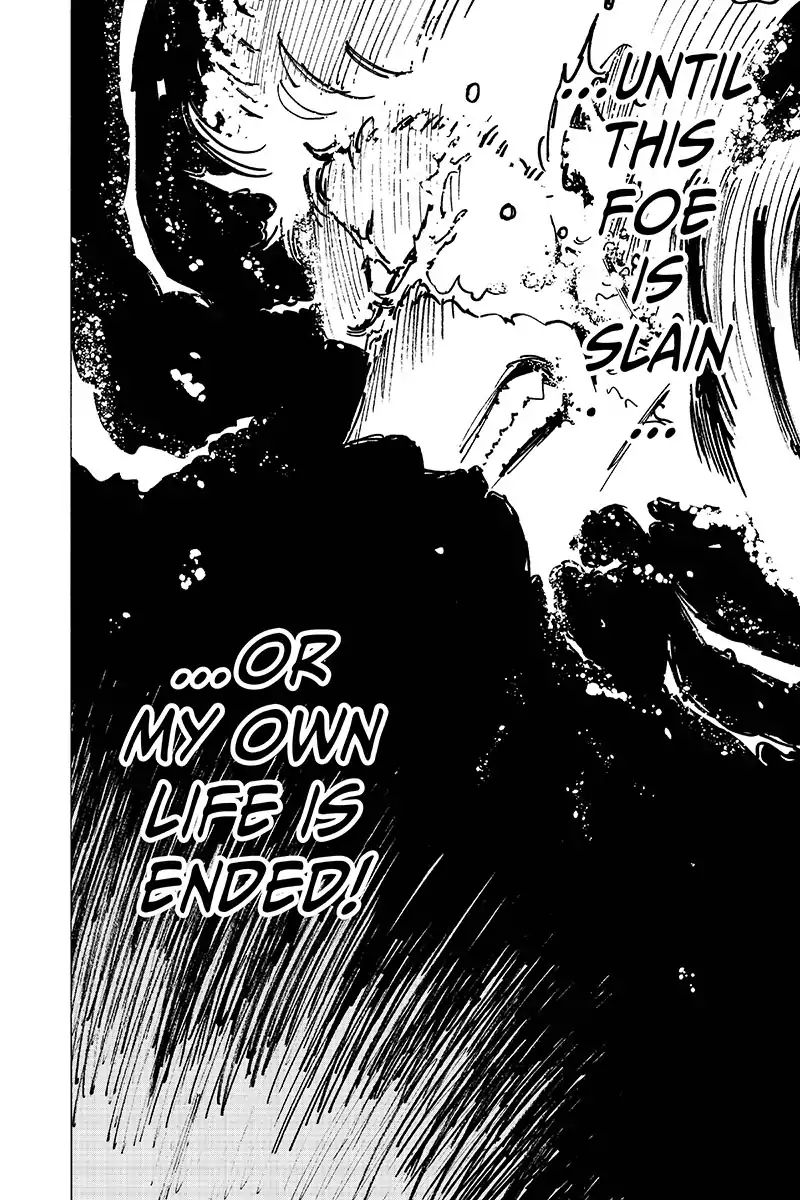 ...UNTIL
THIS
FOE
IS
SLAIN
...
...OR
MY OWN
LIFE IS
ENDED!